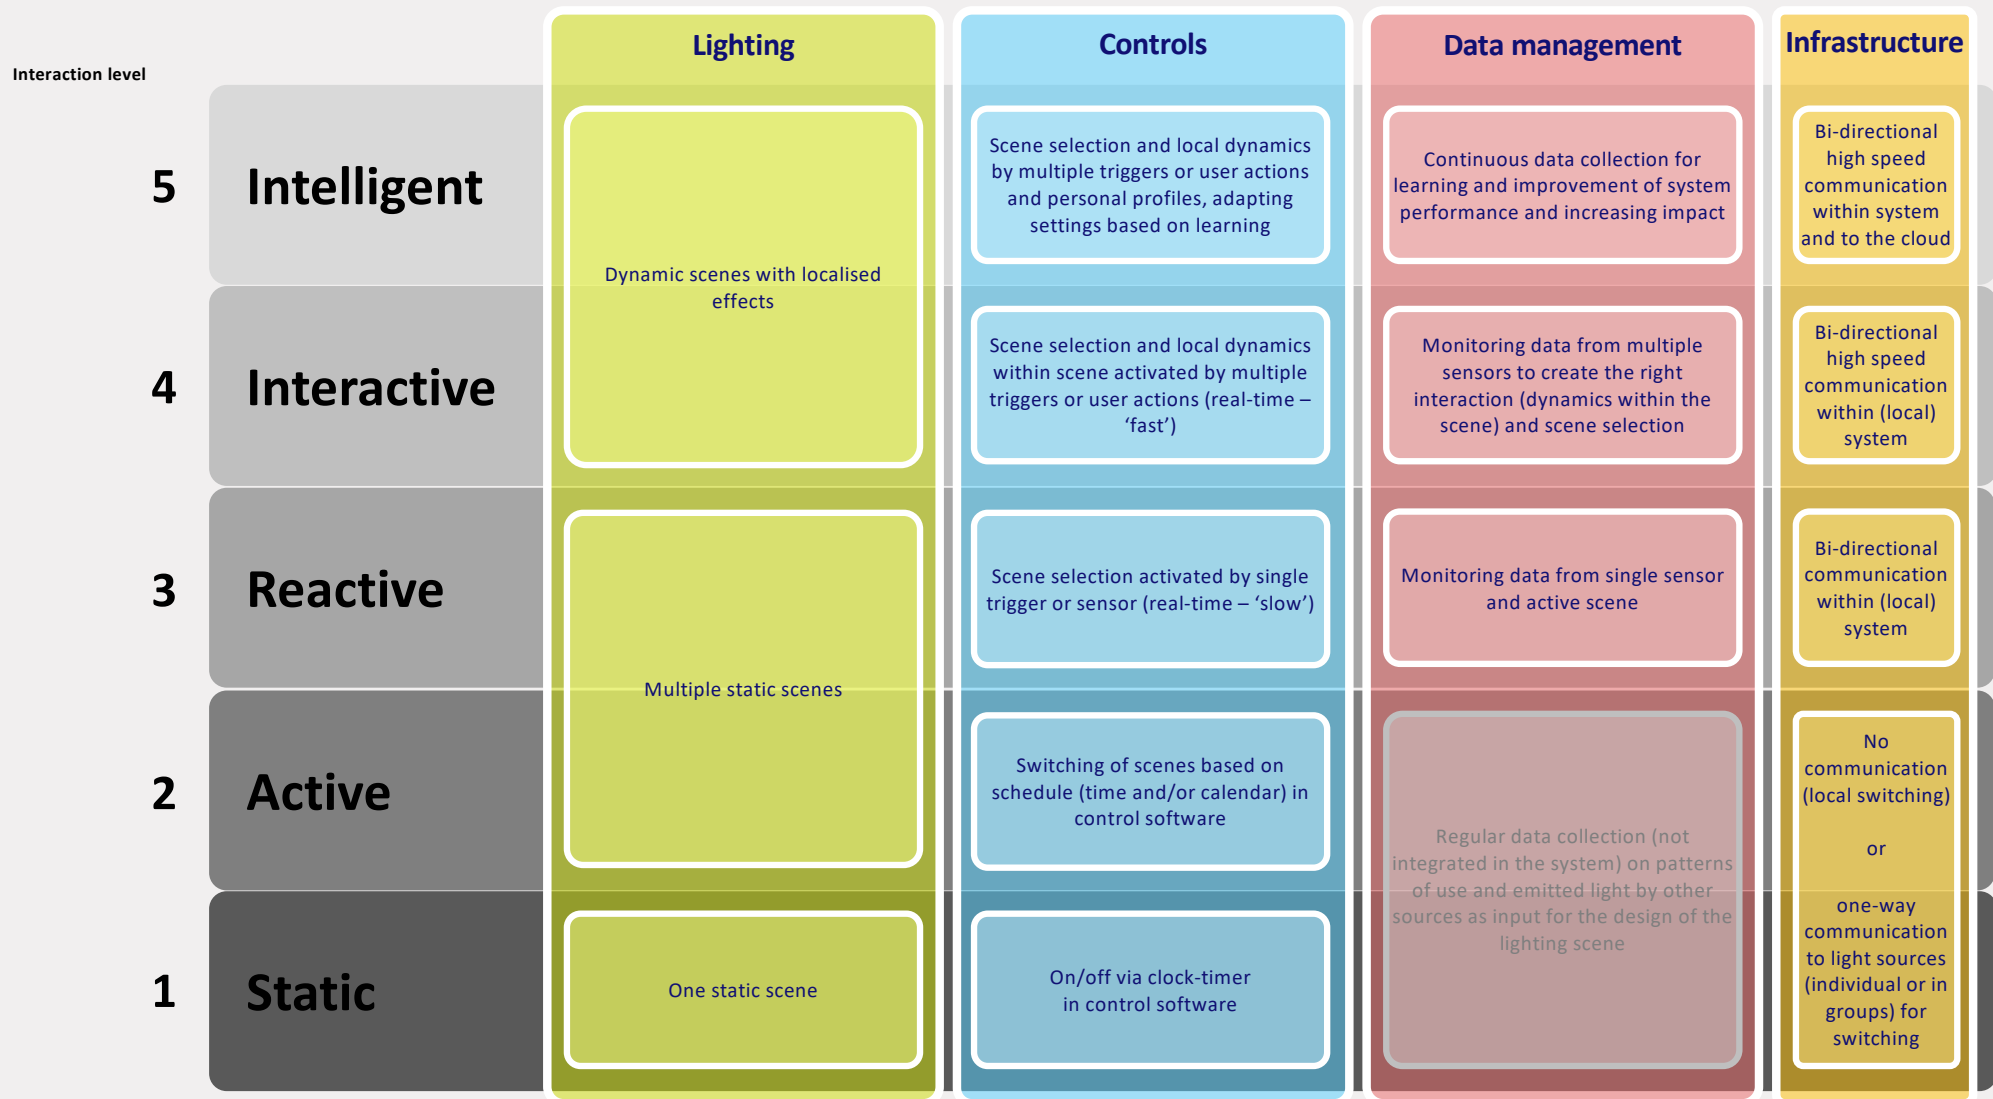 Interaction level
Lighting
Controls
Data management
Infrastructure
5
Intelligent
Dynamic scenes with localised
effects
Scene selection and local dynamics
by multiple triggers or user actions
and personal profiles, adapting
settings based on learning
Continuous data collection for
learning and improvement of system
performance and increasing impact
Bi-directional
high speed
communication
within system
and to the cloud
4
Interactive
Scene selection and local dynamics
within scene activated by multiple
triggers or user actions (real-time –
‘fast’)
Monitoring data from multiple
sensors to create the right
interaction (dynamics within the
scene) and scene selection
Bi-directional
high speed
communication
within (local)
system
3
Reactive
Multiple static scenes
Scene selection activated by single
trigger or sensor (real-time – ‘slow’)
Monitoring data from single sensor
and active scene
Bi-directional
communication
within (local)
system
2
Active
Switching of scenes based on
schedule (time and/or calendar) in
control software
Regular data collection (not
integrated in the system) on patterns
of use and emitted light by other
sources as input for the design of the
lighting scene
No
communication
(local switching)
or
one-way
communication
to light sources
(individual or in
groups) for
switching
1
Static
One static scene
On/off via clock-timer
in control software